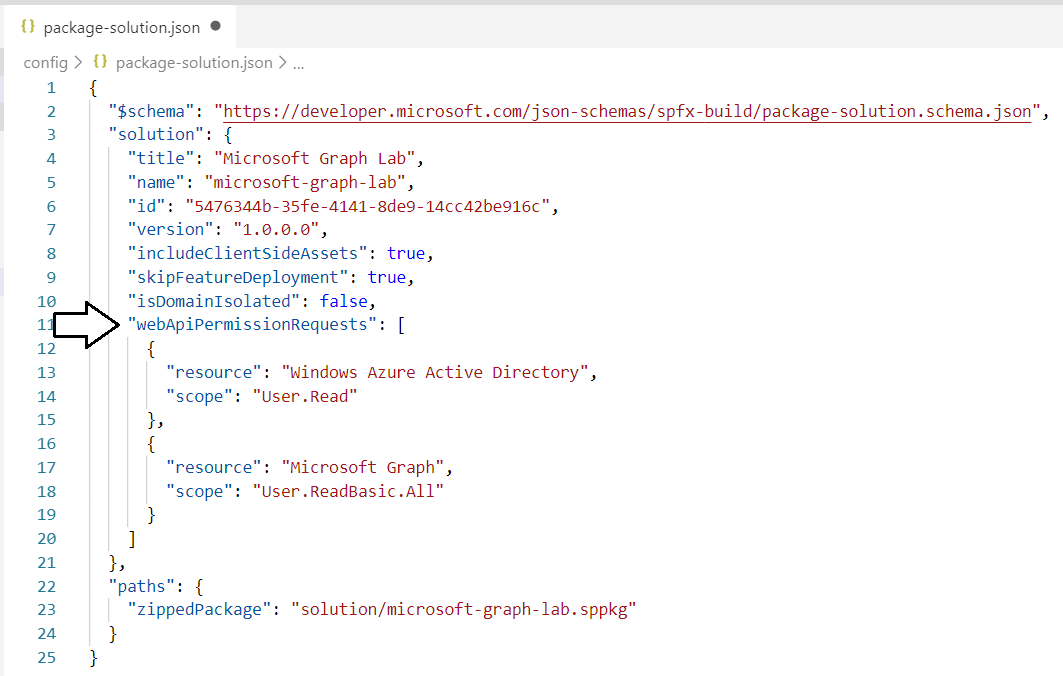 {} package-solution.json ●
config > {} package-solution.json > ...
1 {
2 "$schema": "https://developer.microsoft.com/json-schemas/spfx-build/package-solution.schema.json",
3 "solution": {
4 "title": "Microsoft Graph Lab",
5 "name": "microsoft-graph-lab",
6 "id": "5476344b-35fe-4141-8de9-14cc42be916c",
7 "version": "1.0.0.0",
8 "includeClientSideAssets": true,
9 "skipFeatureDeployment": true,
10 "isDomainIsolated": false,
11 "webApiPermissionRequests": [
12 {
13 "resource": "Windows Azure Active Directory",
14 "scope": "User.Read"
15 },
16 {
17 "resource": "Microsoft Graph",
18 "scope": "User.ReadBasic.All"
19 }
20 ]
21 },
22 "paths": {
23 "zippedPackage": "solution/microsoft-graph-lab.sppkg"
24 }
25 }